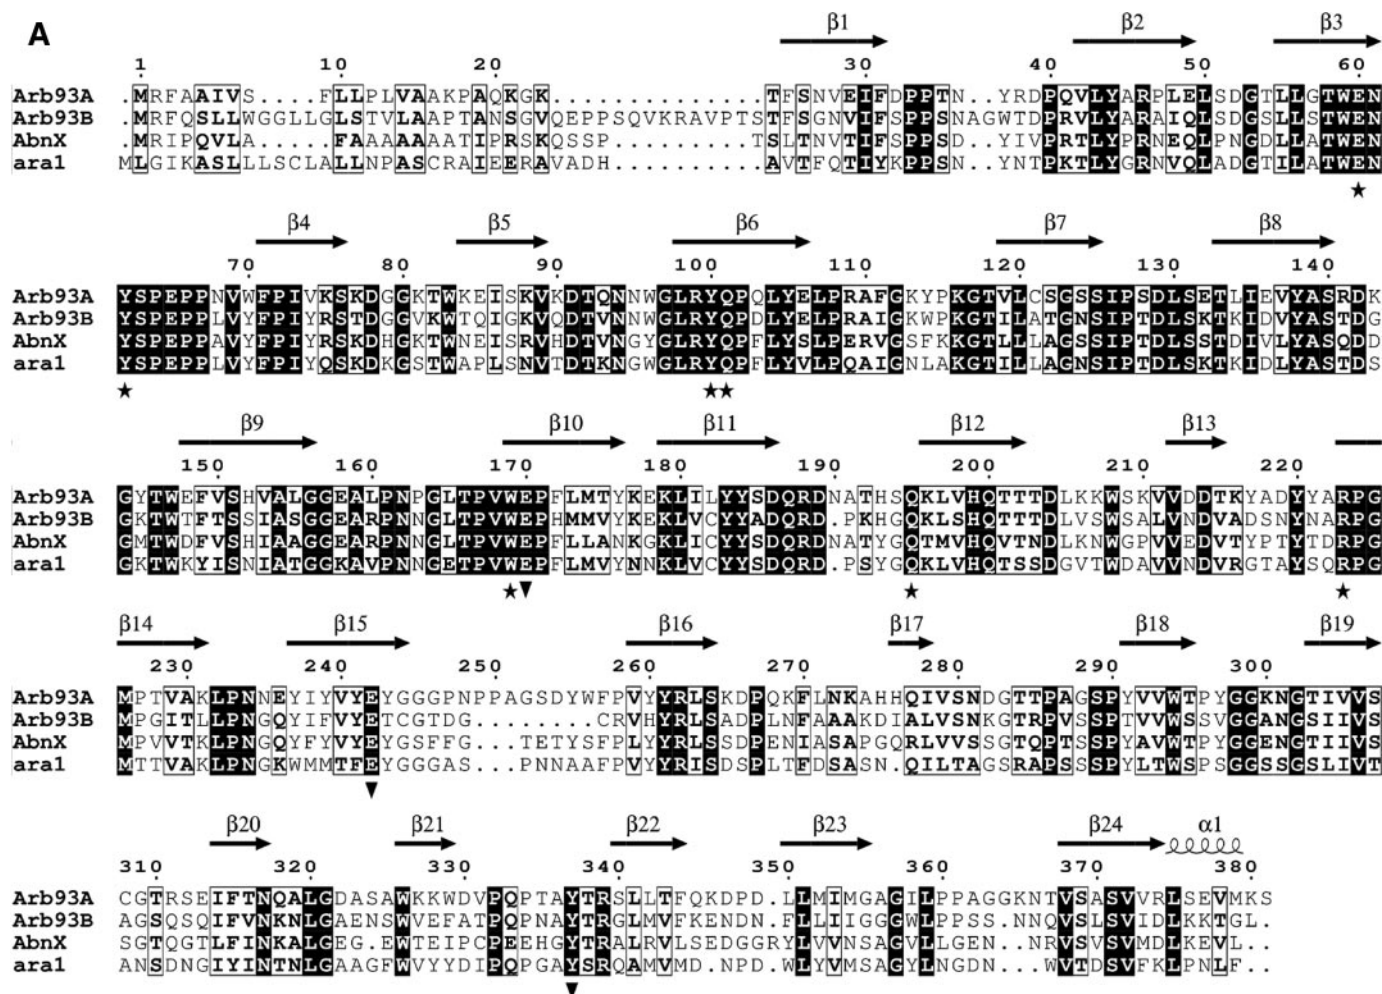 A
β1 β2 β3
1 10 20 30 40 50 60
Arb93A .MRFAAIVS....FLLPLVAAKPAQKGK..............TFSNVEIFDPPTN..YRDPQVLYARPLELSDGTLLGTWEN
Arb93B .MRFQSLLWGGLLGLSTVLAAPTANSGVQEPPSQVKRAVPTSTFSGNVIFSPPSNAGWTDPRVLYARAIQLSDGSLLSTWEN
AbnX .MRIPQVLA....FAAAAAATIPRSKQSSP...........TSLTNVTIYPPSND..YIVPRTLYPRNEQLPNGDLLATWEN
ara1 MLGIKASLLLSCLALLNPASCRAIEERAVADH..........AVTFQTIYKPPSN..YNTPKTLYGRNVQLADGTILATWEN
★
β4 β5 β6 β7 β8
70 80 90 100 110 120 130 140
Arb93A YSPEPPNVWFPIVKSKDGGKTWKEISKVKDTQNNWGLRYQPQLYELPRAFGKYPKGTVLCSGSSIPSDLSETLIEVYASRDK
Arb93B YSPEPPLVYFPIYRSTDGGVKWTQIGKVQDTVNNWGLRYQPDLYELPRAIGKWPKGTILATGNSIPTDLSKTKIDVYASTDG
AbnX YSPEPPAVYFPIYRSKDHGKTWNEISRVHDTVNGYGLRYQPFLYSLPERVGSFKKGTLLLAGSSIPTDLSSTDIVLYASQDD
ara1 YSPEPPLVYFPIYQSKDKGSTWAPLSNVTDTKNGWGLRYQPFLYVLPQAIGNLAKGTILLAGNSIPTDLSKTKIDLYASTDS
★ ★★
β9 β10 β11 β12 β13
150 160 170 180 190 200 210 220
Arb93A GYTWEFVSHVALGGEALPNPGLTPVWEPFLMTYKEKLILYYSDQRDNATHSQKLVHQTTTDLKKWSKVVDDTKYADYYARPG
Arb93B GKTWTFTSSIASGGEARPNNGLTPVWEPHMMVYKEKLVCYYADQRD.PKHGQKLSHQTTTDLVSWSALVNDVADSNYNARPG
AbnX GMTWDFVSHIAAGGEARPNNGLTPVWEPFLLANKGKLICYYSDQRDNATYGQTMVHQVTNDLKNWGPVVEDVTYPTYTDRPG
ara1 GKTWKYISNIATGGKAVPNNGETPVWEPFLMVYNNKLVCYYSDQRD.PSYGQKLVHQTSSDGVTWDAVVNDVRGTAYSQRPG
★▼ ★ ★
β14 β15 β16 β17 β18 β19
230 240 250 260 270 280 290 300
Arb93A MPTVAKLPNNEYIYVYEYGGGPNPPAGSDYWFPVYYRLSKDPQKFLNKAHHQIVSNDGTTPAGSPYVVWTPYGGKNGTIVVS
Arb93B MPGITLLPNGQYIFVYETCGTDG........CRVHYRLSADPLNFAAAKDIALVSNKGTRPVSSPTVVWSSVGGANGSIIVS
AbnX MPVVTKLPNGQYFYVYEYGSFFG...TETYSFPLYYRLSSDPENIASAPGQRLVVSSGTQPTSSPYAVWTPYGGENGTIIVS
ara1 MTTVAKLPNGKWMMTFEYGGGAS...PNNAAFPVYYRISDSPLTFDSASN.QILTAGSRAPSSSPYLTWSPSGGSSGSLIVT
▼
β20 β21 β22 β23 β24 α1
310 320 330 340 350 360 370 380
Arb93A CGTRSEIFTNQALGDASAWKKWDVPQPTAYTRSLLTFQKDPD.LLMIMGAGILPPAGGKNTVSASVVRLSEVMKS
Arb93B AGSQSQIFVNKNLGAENSWVEFATPQPNAYTRGLMVFKENDN.FLLIIGGGWLPPSS.NNQVSLSVIDLKKTGL.
AbnX SGTQGTLFINKALGEG.EWTEIPCPEEHGYTRALRVLSEDGGRYLVVNSAGVLLGEN..NRVSVSVMDLKEVL..
ara1 ANSDNGIYINTNLGAAGFWVYYDIPQPGAYSRQAMVMD.NPD.WLYVMSAGYLNGDN...WVTDSVFKLPNLF..
▼